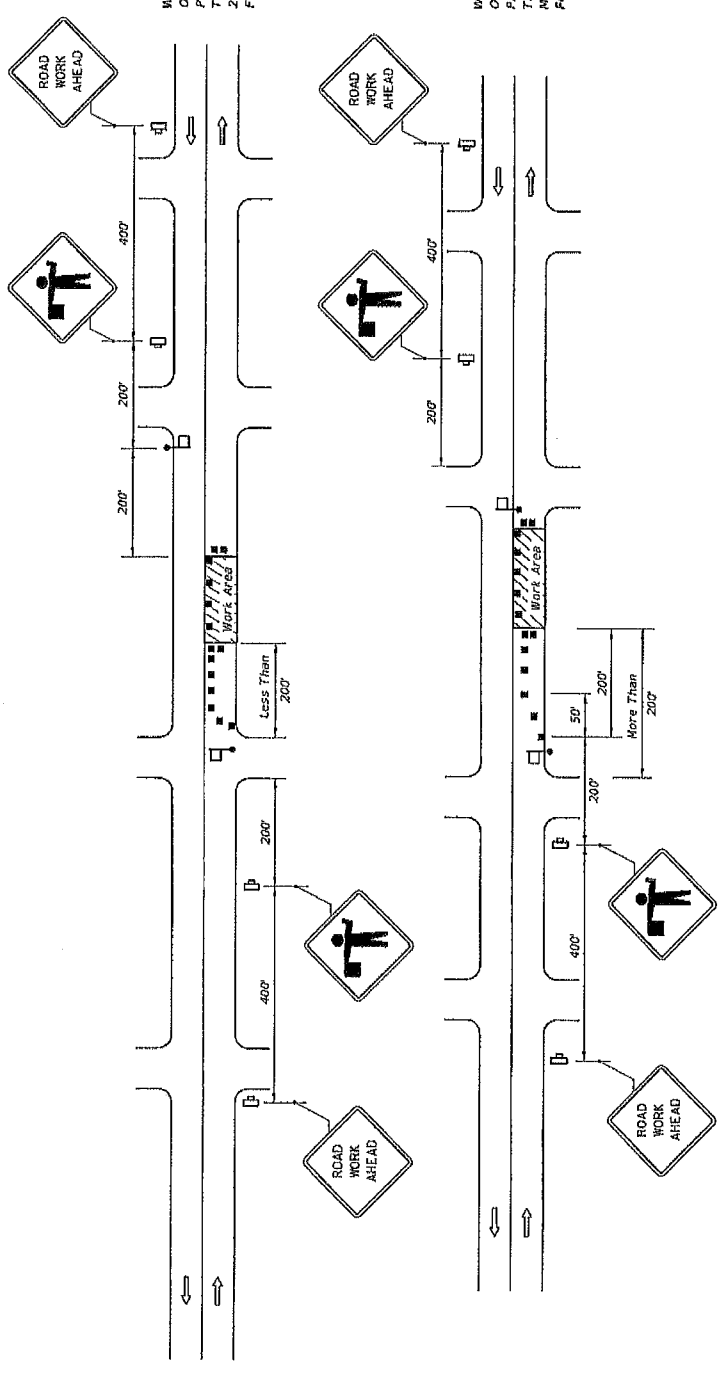 ROAD
WORK
AHEAD
400'
200'
200'
Work Area
Less Than
200'
200'
400'
ROAD
WORK
AHEAD
W
O
P
T
2
F
ROAD
WORK
AHEAD
400'
200'
Work Area
200'
50'
More Than
200'
200'
400'
ROAD
WORK
AHEAD
W
O
P.
T.
M
F